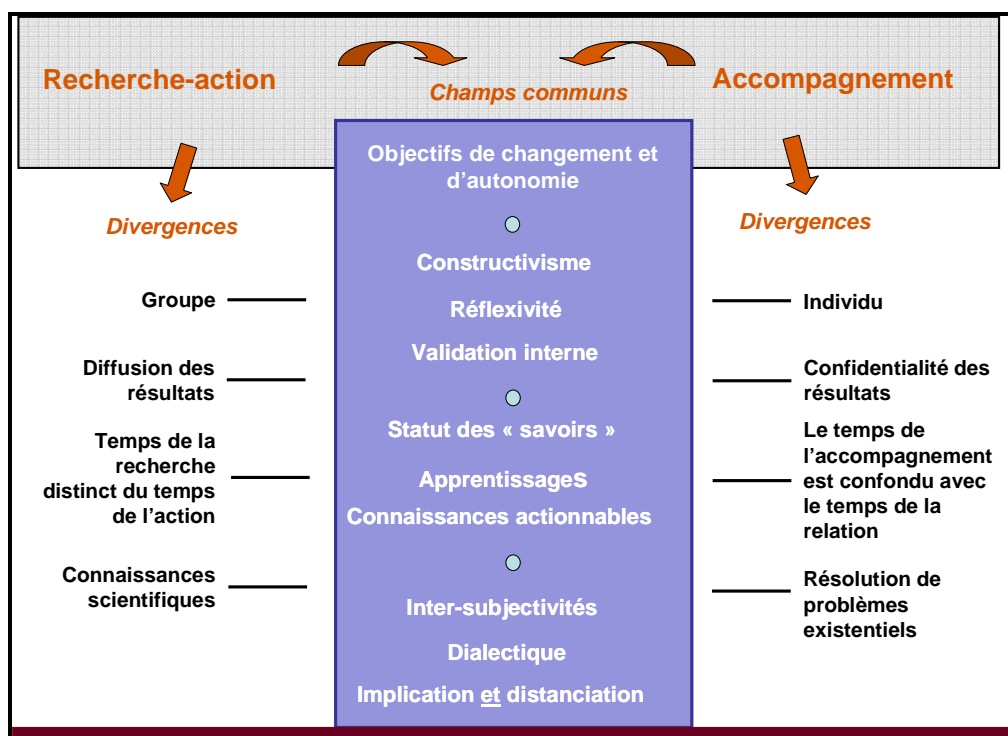 Recherche-action
Champs communs
Accompagnement
Divergences
Groupe
Diffusion des
résultats
Temps de la
recherche
distinct du temps
de l'action
Connaissances
scientifiques
Objectifs de changement et
d'autonomie
Constructivisme
Réflexivité
Validation interne
Statut des « savoirs »
Apprentissages
Connaissances actionnables
Inter-subjectivités
Dialectique
Implication et distanciation
Divergences
Individu
Confidentialité des
résultats
Le temps de
l'accompagnement
est confondu avec
le temps de la
relation
Résolution de
problèmes
existentiels